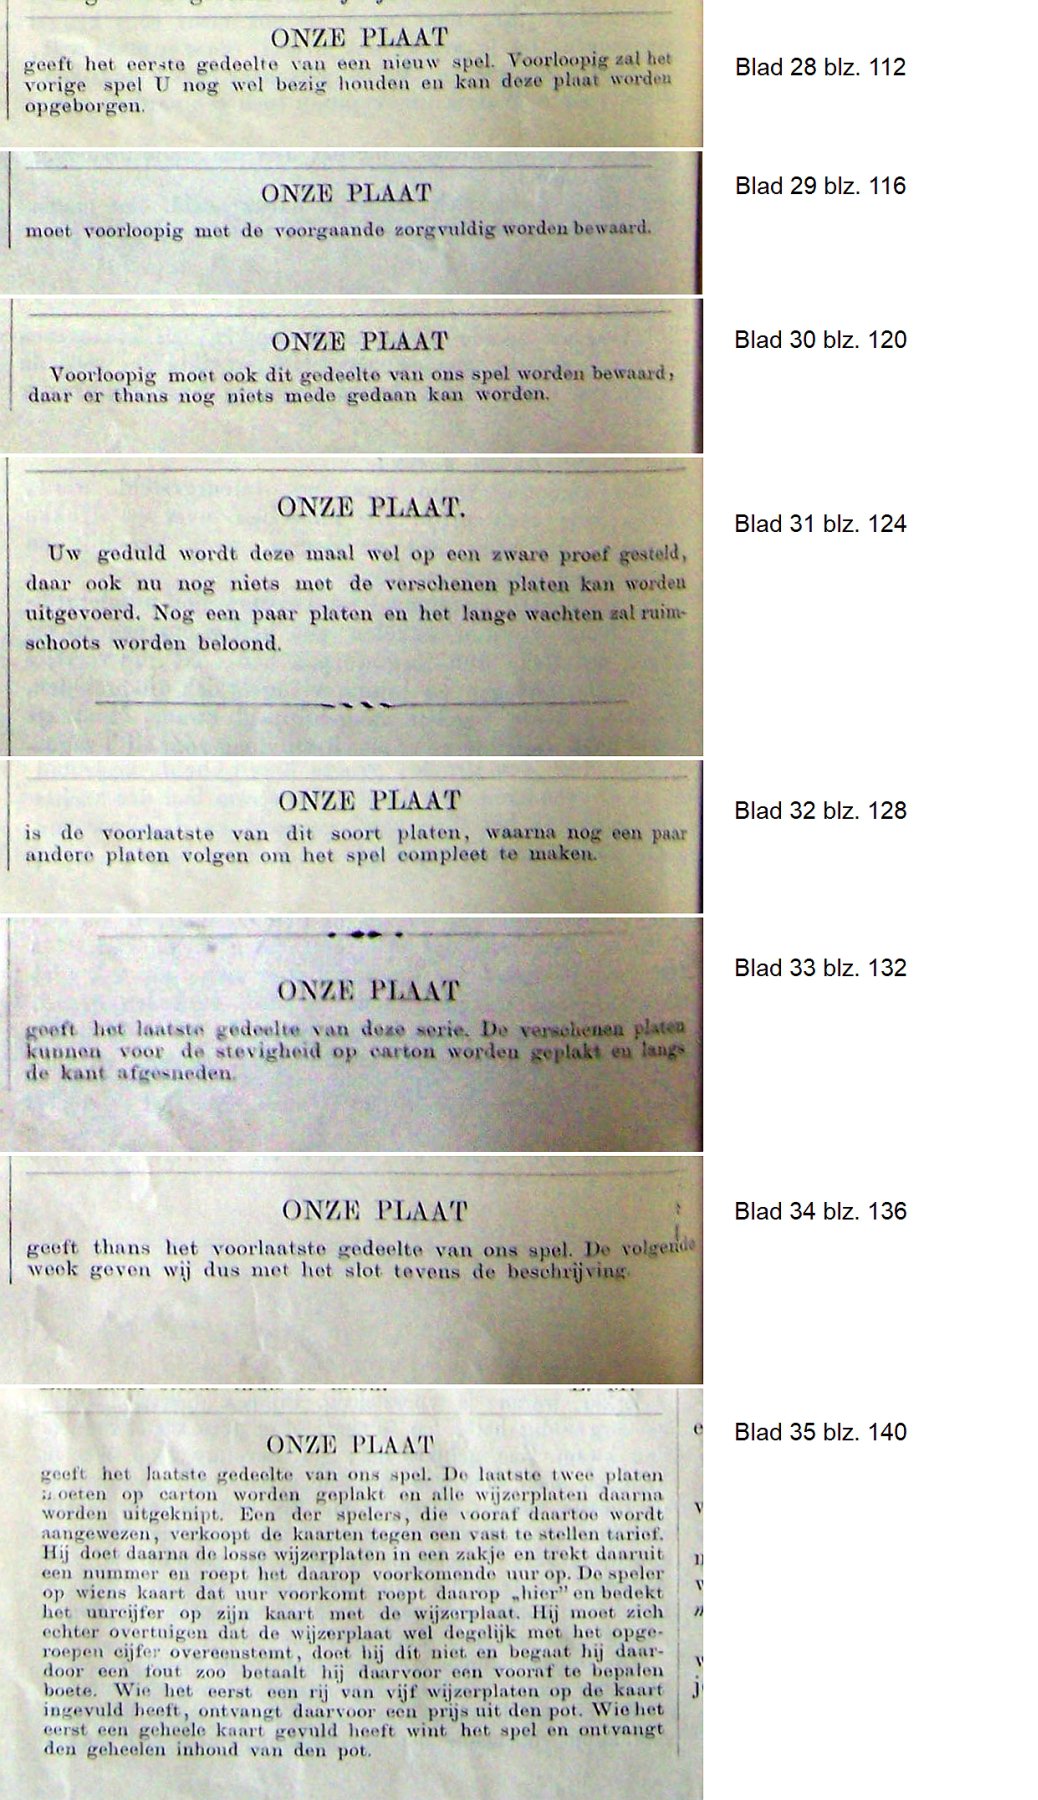 ONZE PLAAT
geeft het eerste gedeelte van een nieuw spel. Voorloopig zal het
vorige spel U nog wel bezig houden en kan deze plaat worden
opgeborgen.
Blad 28 blz. 112
ONZE PLAAT
moet voorloopig met de voorgaande zorgvuldig worden bewaard.
Blad 29 blz. 116
ONZE PLAAT
Voorloopig moet ook dit gedeelte van ons spel worden bewaard,
daar er thans nog niets mede gedaan kan worden.
Blad 30 blz. 120
ONZE PLAAT.
Uw geduld wordt deze maal wel op een zware proef gesteld,
daar ook nu nog niets met de verschenen platen kan worden
uitgevoerd. Nog een paar platen en het lange wachten zal ruim-
schoots worden beloond.
Blad 31 blz. 124
ONZE PLAAT
is de voorlaatste van dit soort platen, waarna nog een paar
andere platen volgen om het spel compleet te maken.
Blad 32 blz. 128
ONZE PLAAT
geeft het laatste gedeelte van deze serie. De verschenen platen
kunnen voor de stevigheid op carton worden geplakt en langs
de kant afgesneden.
Blad 33 blz. 132
ONZE PLAAT
geeft thans het voorlaatste gedeelte van ons spel. De volgende
week geven wij dus met het slot tevens de beschrijving.
Blad 34 blz. 136
ONZE PLAAT
geeft het laatste gedeelte van ons spel. De laatste twee platen
moeten op carton worden geplakt en alle wijzerplaten daarna
worden uitgeknipt. Een der spelers, die vooraf daartoe wordt
aangewezen, verkoopt de kaarten tegen een vast te stellen tarief.
Hij doet daarna de losse wijzerplaten in een zakje en trekt daaruit
een nummer en roept het daarop voorkomende uur op. De speler
op wiens kaart dat uur voorkomt roept daarop „hier" en bedekt
het uurcijfer op zijn kaart met de wijzerplaat. Hij moet zich
echter overtuigen dat de wijzerplaat wel degelijk met het opge-
roepen cijfer overeenstemt, doet hij dit niet en begaat hij daar-
door een fout zoo betaalt hij daarvoor een vooraf te bepalen
boete. Wie het eerst een rij van vijf wijzerplaten op de kaart
ingevuld heeft, ontvangt daarvoor een prijs uit den pot. Wie het
eerst een geheele kaart gevuld heeft wint het spel en ontvangt
den geheelen inhoud van den pot.
Blad 35 blz. 140